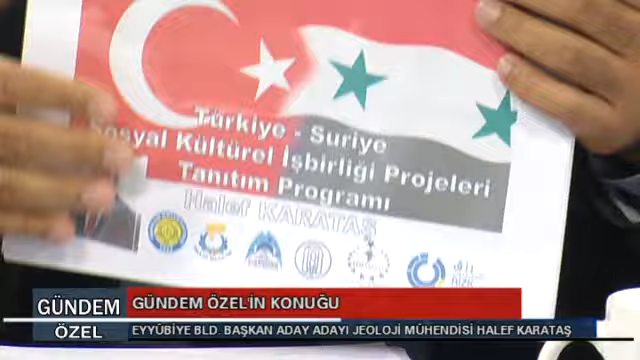 Türkiye - Suriye
Sosyal Kültürel İşbirliği Projeleri
Tanıtım Programı
Halef KARATAŞ
GÜNDEM
ÖZEL
GÜNDEM ÖZEL'İN KONUĞU
EYYÜBİYE BLD. BAŞKAN ADAY ADAYI JEOLOJİ MÜHENDİSİ HALEF KARATAŞ